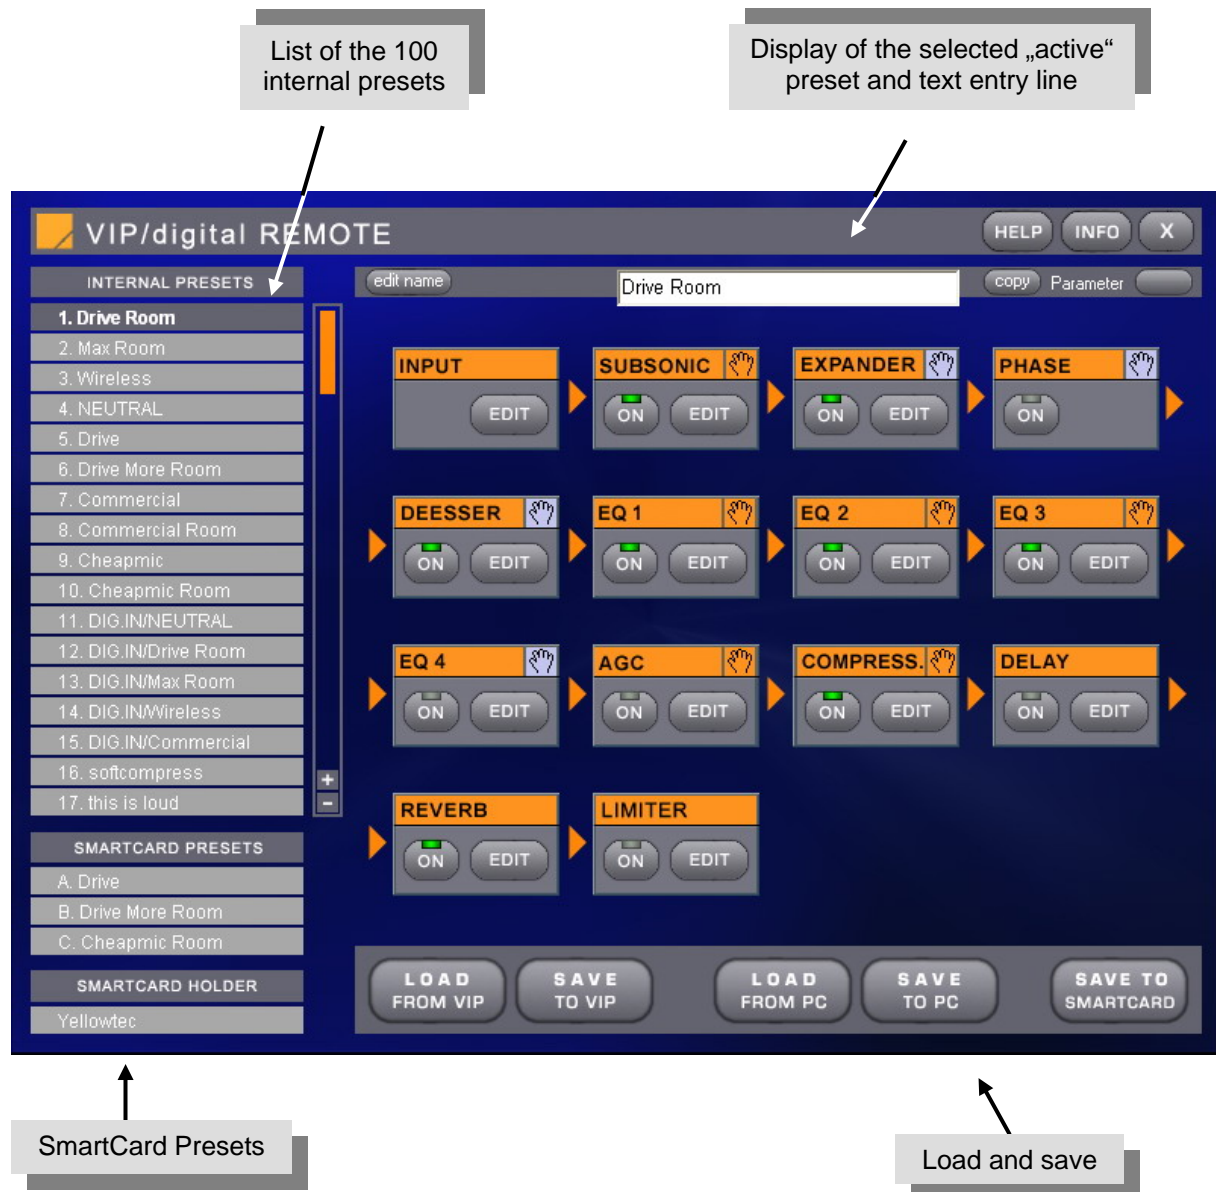 List of the 100
internal presets
Display of the selected „active“
preset and text entry line
VIP/digital REMOTE
HELP
INFO
X
INTERNAL PRESETS
edit name
Drive Room
copy
Parameter
1. Drive Room
2. Max Room
3. Wireless
4. NEUTRAL
5. Drive
6. Drive More Room
7. Commercial
8. Commercial Room
9. Cheapmic
10. Cheapmic Room
11. DIG.IN/NEUTRAL
12. DIG.IN/Drive Room
13. DIG.IN/Max Room
14. DIG.IN/Wireless
15. DIG.IN/Commercial
16. softcompress
17. this is loud
+
-
SMARTCARD PRESETS
A. Drive
B. Drive More Room
C. Cheapmic Room
SMARTCARD HOLDER
Yellowtec
INPUT
EDIT
SUBSONIC
ON
EDIT
EXPANDER
ON
EDIT
PHASE
ON
DEESSER
ON
EDIT
EQ 1
ON
EDIT
EQ 2
ON
EDIT
EQ 3
ON
EDIT
EQ 4
ON
EDIT
AGC
ON
EDIT
COMPRESS.
ON
EDIT
DELAY
ON
EDIT
REVERB
ON
EDIT
LIMITER
ON
EDIT
LOAD
FROM VIP
SAVE
TO VIP
LOAD
FROM PC
SAVE
TO PC
SAVE TO
SMARTCARD
SmartCard Presets
Load and save